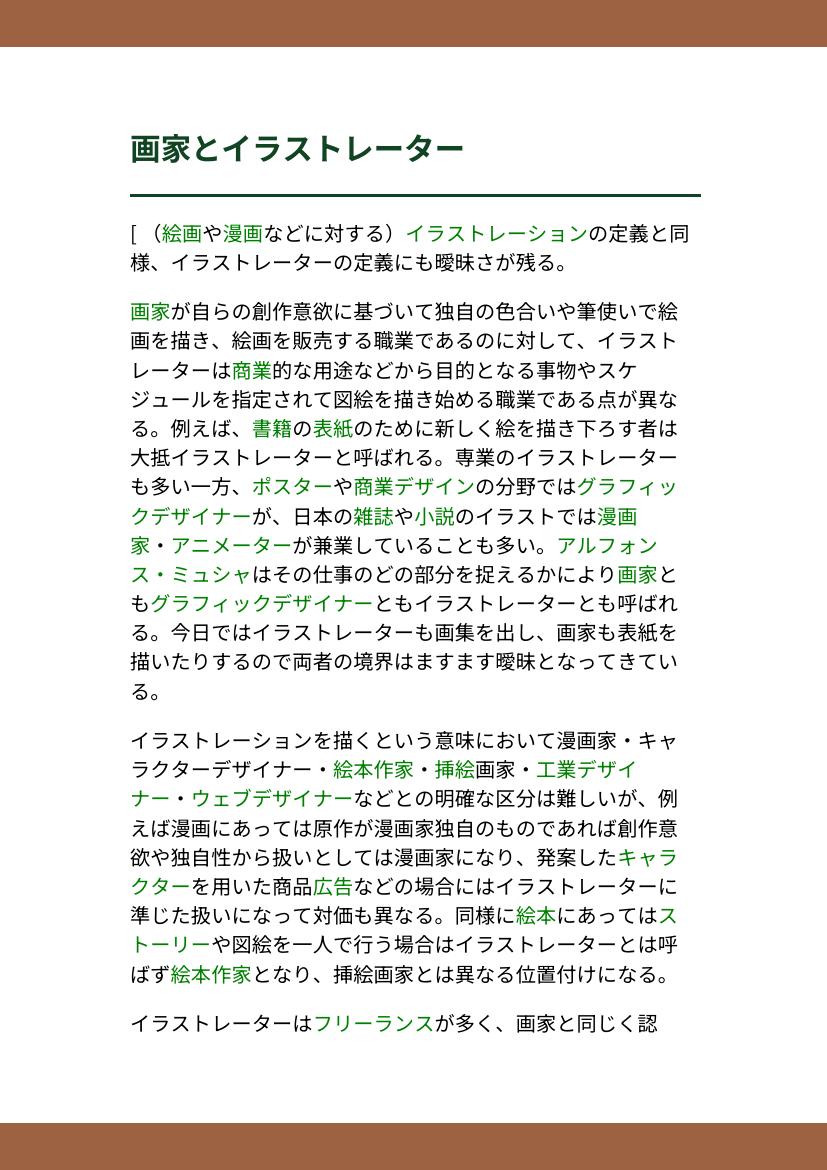 画家とイラストレーター
[ （絵画や漫画などに対する）イラストレーションの定義と同
様、イラストレーターの定義にも曖昧さが残る。
画家が自らの創作意欲に基づいて独自の色合いや筆使いで絵
画を描き、絵画を販売する職業であるのに対して、イラスト
レーターは商業的な用途などから目的となる事物やスケ
ジュールを指定されて図絵を描き始める職業である点が異な
る。例えば、書籍の表紙のために新しく絵を描き下ろす者は
大抵イラストレーターと呼ばれる。専業のイラストレーター
も多い一方、ポスターや商業デザインの分野ではグラフィッ
クデザイナーが、日本の雑誌や小説のイラストでは漫画
家・アニメーターが兼業していることも多い。アルフォン
ス・ミュシャはその仕事のどの部分を捉えるかにより画家と
もグラフィックデザイナーともイラストレーターとも呼ばれ
る。今日ではイラストレーターも画集を出し、画家も表紙を
描いたりするので両者の境界はますます曖昧となってきてい
る。
イラストレーションを描くという意味において漫画家・キャ
ラクターデザイナー・絵本作家・挿絵画家・工業デザイ
ナー・ウェブデザイナーなどとの明確な区分は難しいが、例
えば漫画にあっては原作が漫画家独自のものであれば創作意
欲や独自性から扱いとしては漫画家になり、発案したキャラ
クターを用いた商品広告などの場合にはイラストレーターに
準じた扱いになって対価も異なる。同様に絵本にあってはス
トーリーや図絵を一人で行う場合はイラストレーターとは呼
ばず絵本作家となり、挿絵画家とは異なる位置付けになる。
イラストレーターはフリーランスが多く、画家と同じく認